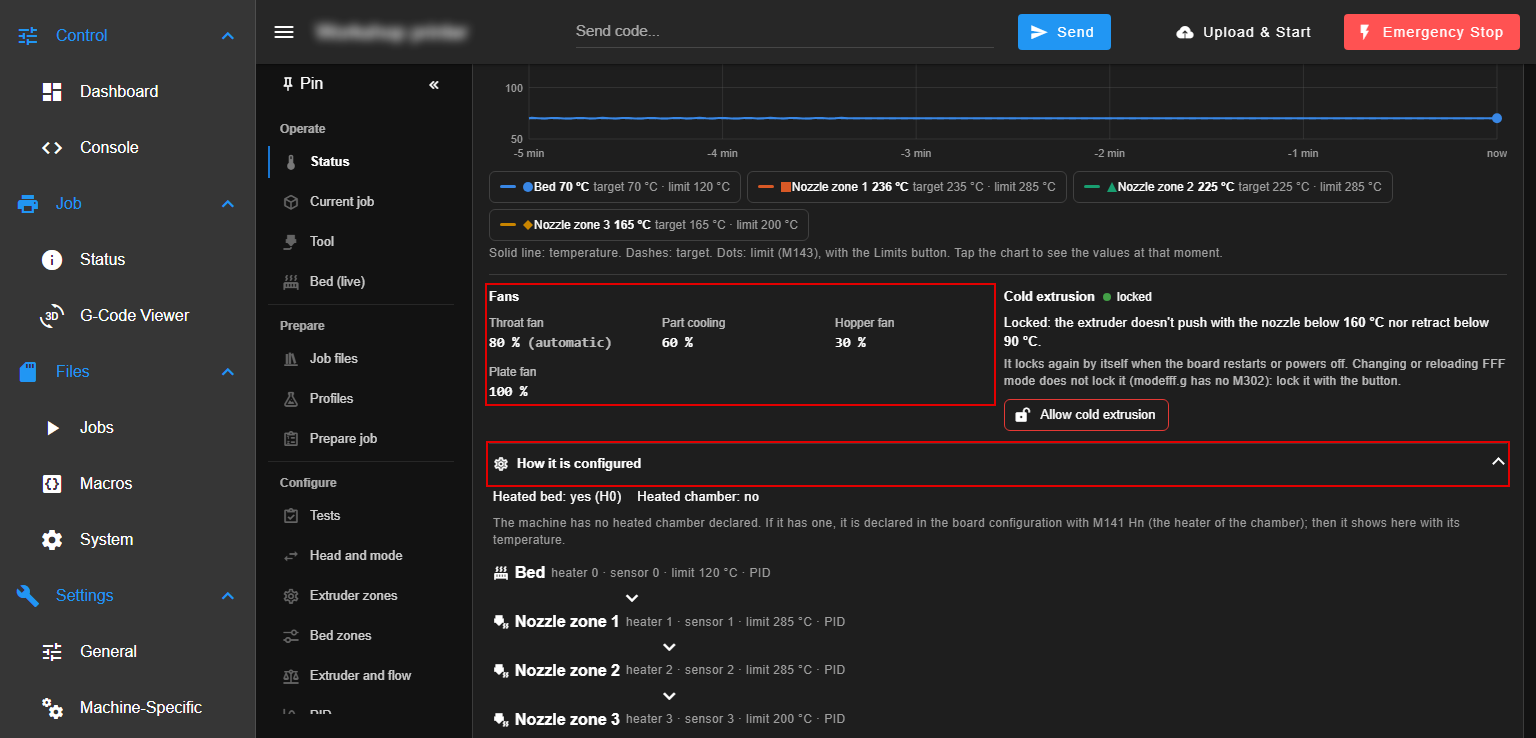 Control
Dashboard
Console
Job
Status
G-Code Viewer
Files
Jobs
Macros
System
Settings
General
Machine-Specific
Send code...
Send
Upload & Start
Emergency Stop
Pin
Operate
Status
Current job
Tool
Bed (live)
Prepare
Job files
Profiles
Prepare job
Configure
Tests
Head and mode
Extruder zones
Bed zones
Extruder and flow
PID
100
50
-5 min -4 min -3 min -2 min -1 min now
Bed 70 °C target 70 °C · limit 120 °C
Nozzle zone 1 236 °C target 235 °C · limit 285 °C
Nozzle zone 2 225 °C target 225 °C · limit 285 °C
Nozzle zone 3 165 °C target 165 °C · limit 200 °C
Solid line: temperature. Dashes: target. Dots: limit (M143), with the Limits button. Tap the chart to see the values at that moment.
Fans
Throat fan
80 % (automatic)
Part cooling
60 %
Hopper fan
30 %
Plate fan
100 %
Cold extrusion locked
Locked: the extruder doesn't push with the nozzle below 160 °C nor retract below
90 °C.
It locks again by itself when the board restarts or powers off. Changing or reloading FFF
mode does not lock it (modefff.g has no M302): lock it with the button.
Allow cold extrusion
How it is configured
Heated bed: yes (H0) Heated chamber: no
The machine has no heated chamber declared. If it has one, it is declared in the board configuration with M141 Hn (the heater of the chamber); then it shows here with its
temperature.
Bed heater 0 · sensor 0 · limit 120 °C · PID
Nozzle zone 1 heater 1 · sensor 1 · limit 285 °C · PID
Nozzle zone 2 heater 2 · sensor 2 · limit 285 °C · PID
Nozzle zone 3 heater 3 · sensor 3 · limit 200 °C · PID